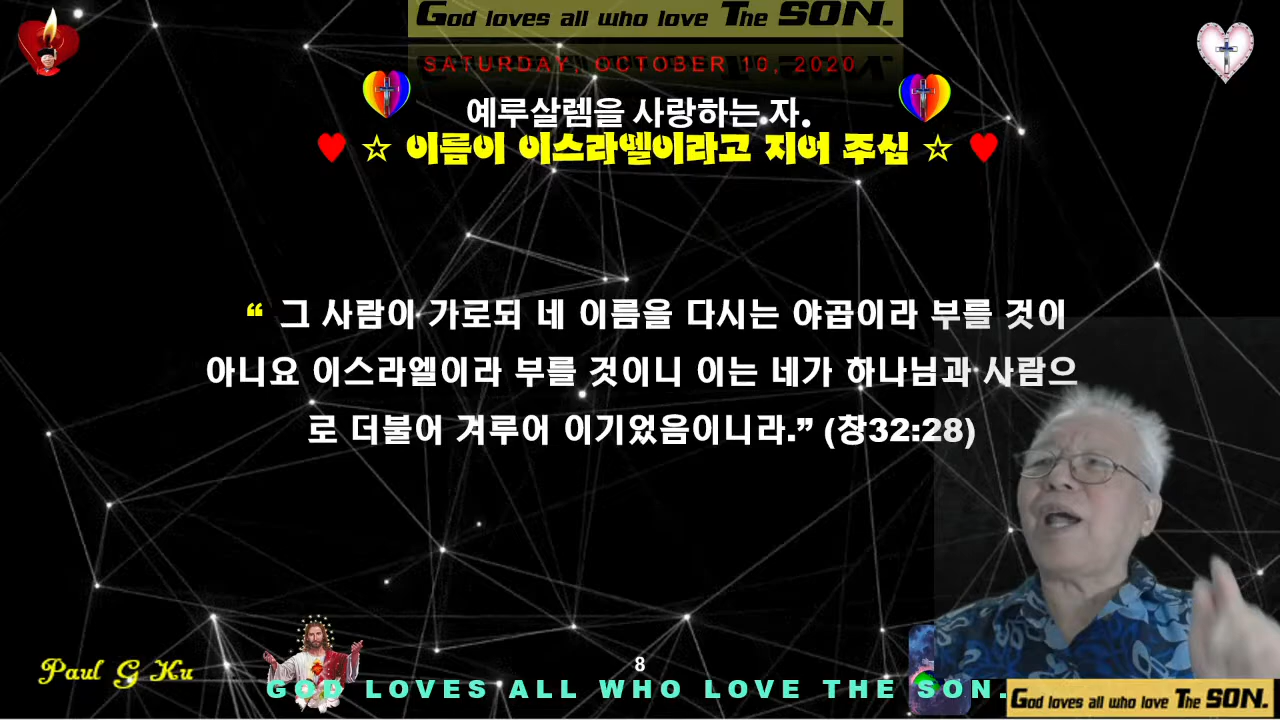 God loves all who love The SON.
SATURDAY, OCTOBER 10, 2020
예루살렘을 사랑하는 자.
♥ ☆ 이름이 이스라엘이라고 지어 주심 ☆ ♥
“ 그 사람이 가로되 네 이름을 다시는 야곱이라 부를 것이
아니요 이스라엘이라 부를 것이니 이는 네가 하나님과 사람으
로 더불어 겨루어 이기었음이니라.” (창32:28)
8
Paul G Ku
GOD LOVES ALL WHO LOVE THE SON.
God loves all who love The SON.